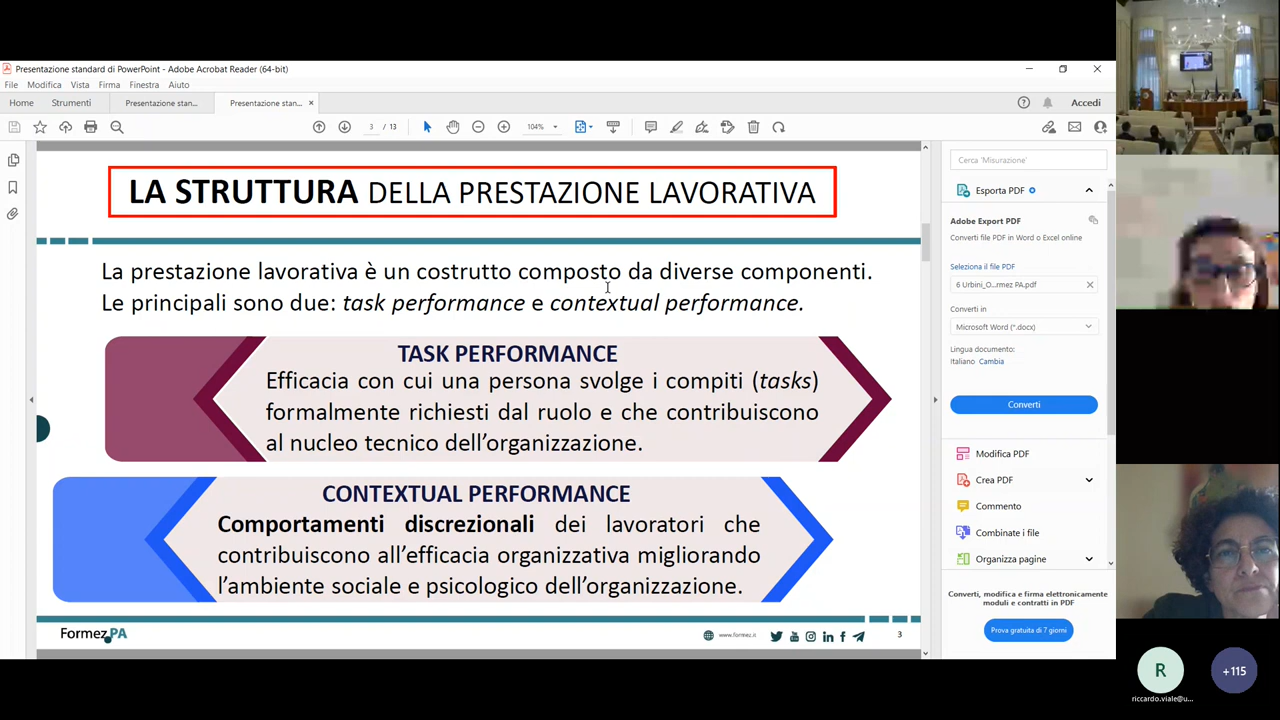 Presentazione standard di PowerPoint - Adobe Acrobat Reader (64-bit)
File Modifica Vista Firma Finestra Aiuto
Home Strumenti Presentazione stan... Presentazione stan... × Accedi
3 / 13 104%
LA STRUTTURA DELLA PRESTAZIONE LAVORATIVA
La prestazione lavorativa è un costrutto composto da diverse componenti.
Le principali sono due: task performance e contextual performance.
TASK PERFORMANCE
Efficacia con cui una persona svolge i compiti (tasks)
formalmente richiesti dal ruolo e che contribuiscono
al nucleo tecnico dell'organizzazione.
CONTEXTUAL PERFORMANCE
Comportamenti discrezionali dei lavoratori che
contribuiscono all'efficacia organizzativa migliorando
l'ambiente sociale e psicologico dell'organizzazione.
FormezPA
www.formez.it
3
Cerca 'Misurazione'
Esporta PDF
Adobe Export PDF
Converti file PDF in Word o Excel online
Seleziona il file PDF
6 Urbini_O...rmez PA.pdf
Converti in
Microsoft Word (*.docx)
Lingua documento:
Italiano Cambia
Converti
Modifica PDF
Crea PDF
Commento
Combinate i file
Organizza pagine
Converti, modifica e firma elettronicamente
moduli e contratti in PDF
Prova gratuita di 7 giorni
R
+115
riccardo.viale@u...